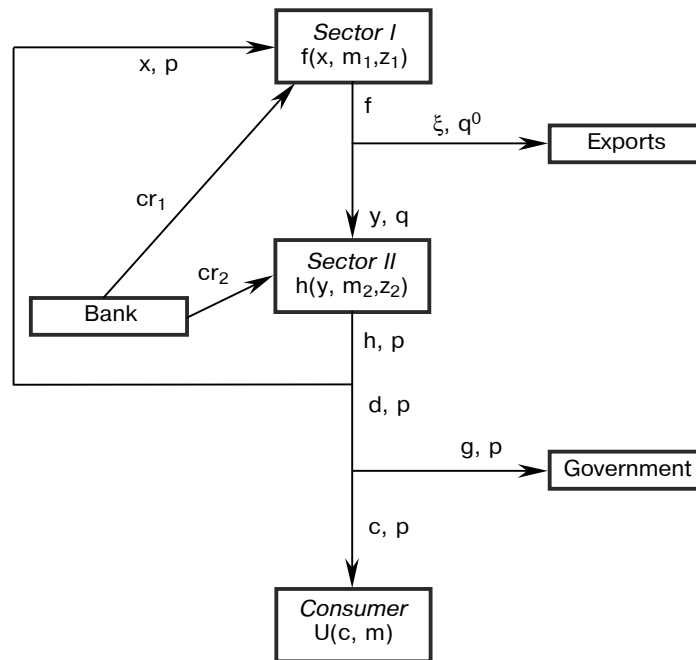 Sector I
f(x, m₁,z₁)
x, p
f
ξ, q⁰
Exports
cr₁
y, q
Sector II
h(y, m₂,z₂)
cr₂
Bank
h, p
d, p
g, p
Government
c, p
Consumer
U(c, m)